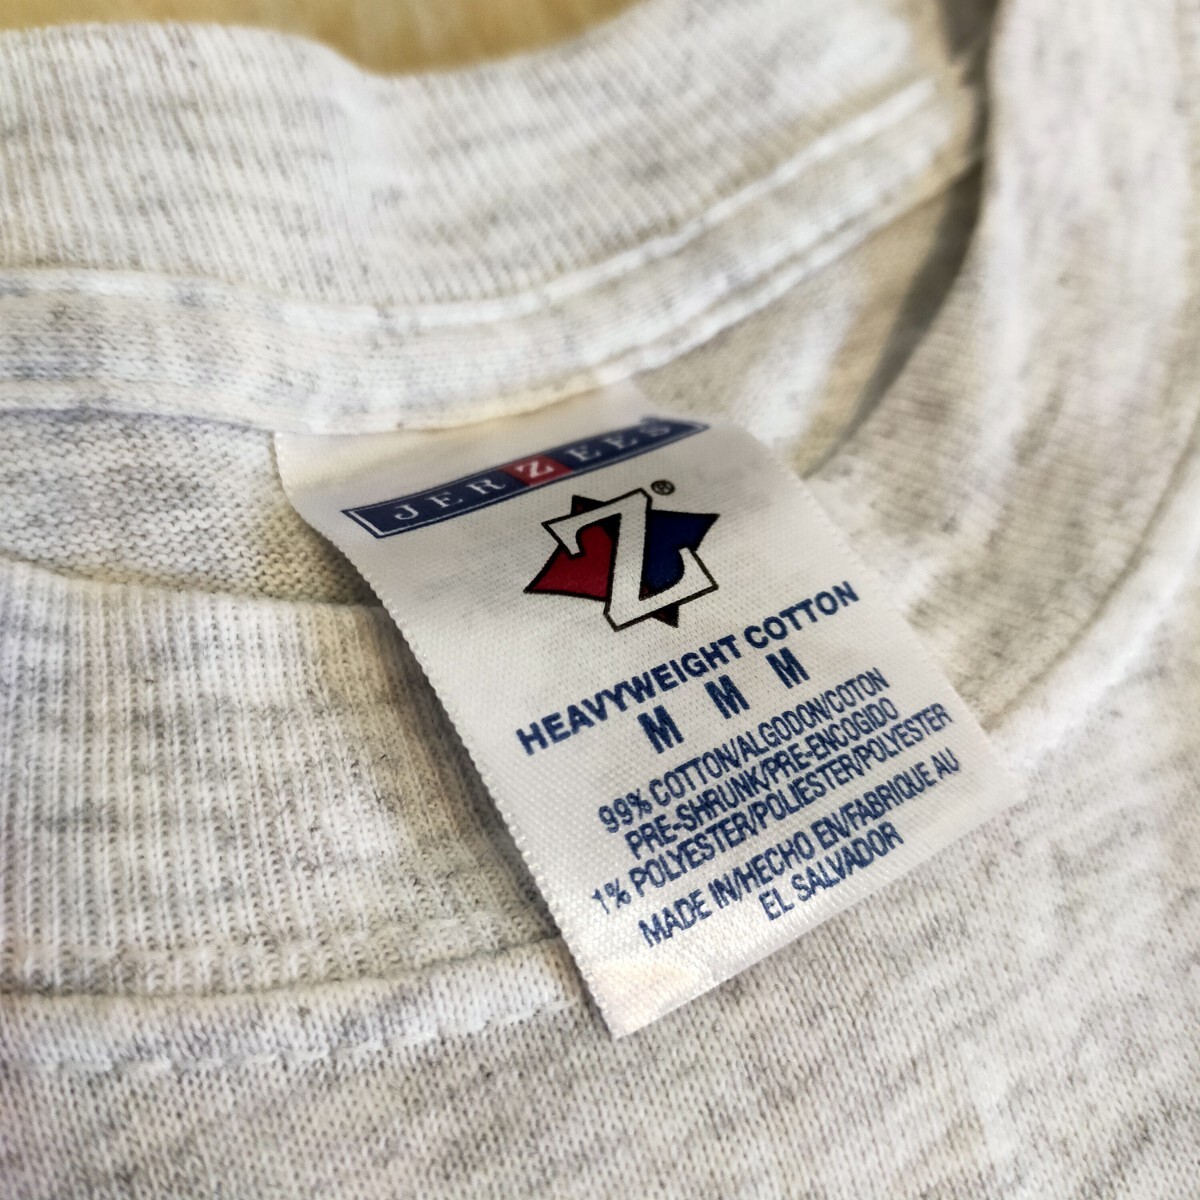 JERZEES
Z®
HEAVYWEIGHT COTTON
M M M
99% COTTON/ALGODON/COTON
PRE-SHRUNK/PRE-ENCOGIDO
1% POLYESTER/POLIESTER/POLYESTER
MADE IN/HECHO EN/FABRIQUE AU
EL SALVADOR